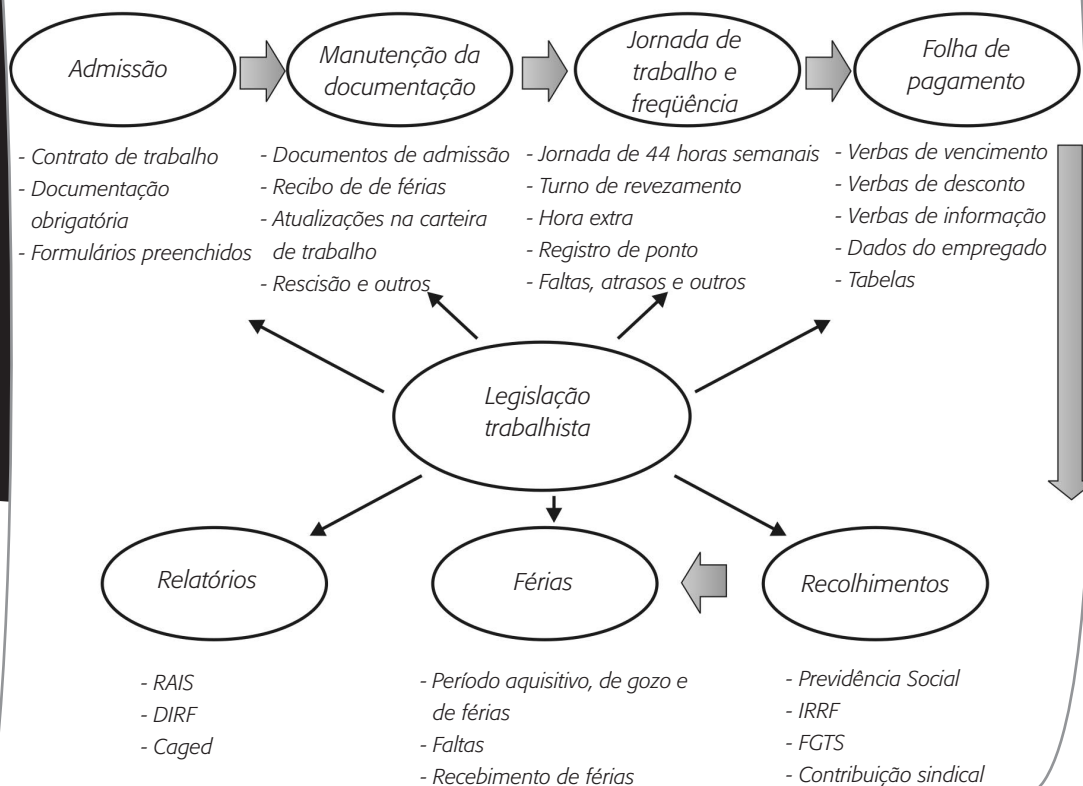 Admissão
Manutenção da
documentação
Jornada de
trabalho e
freqüência
Folha de
pagamento
- Contrato de trabalho
- Documentação
obrigatória
- Formulários preenchidos
- Documentos de admissão
- Recibo de de férias
- Atualizações na carteira
de trabalho
- Rescisão e outros
- Jornada de 44 horas semanais
- Turno de revezamento
- Hora extra
- Registro de ponto
- Faltas, atrasos e outros
- Verbas de vencimento
- Verbas de desconto
- Verbas de informação
- Dados do empregado
- Tabelas
Legislação
trabalhista
Relatórios
Férias
Recolhimentos
- RAIS
- DIRF
- Caged
- Período aquisitivo, de gozo e
de férias
- Faltas
- Recebimento de férias
- Previdência Social
- IRRF
- FGTS
- Contribuição sindical